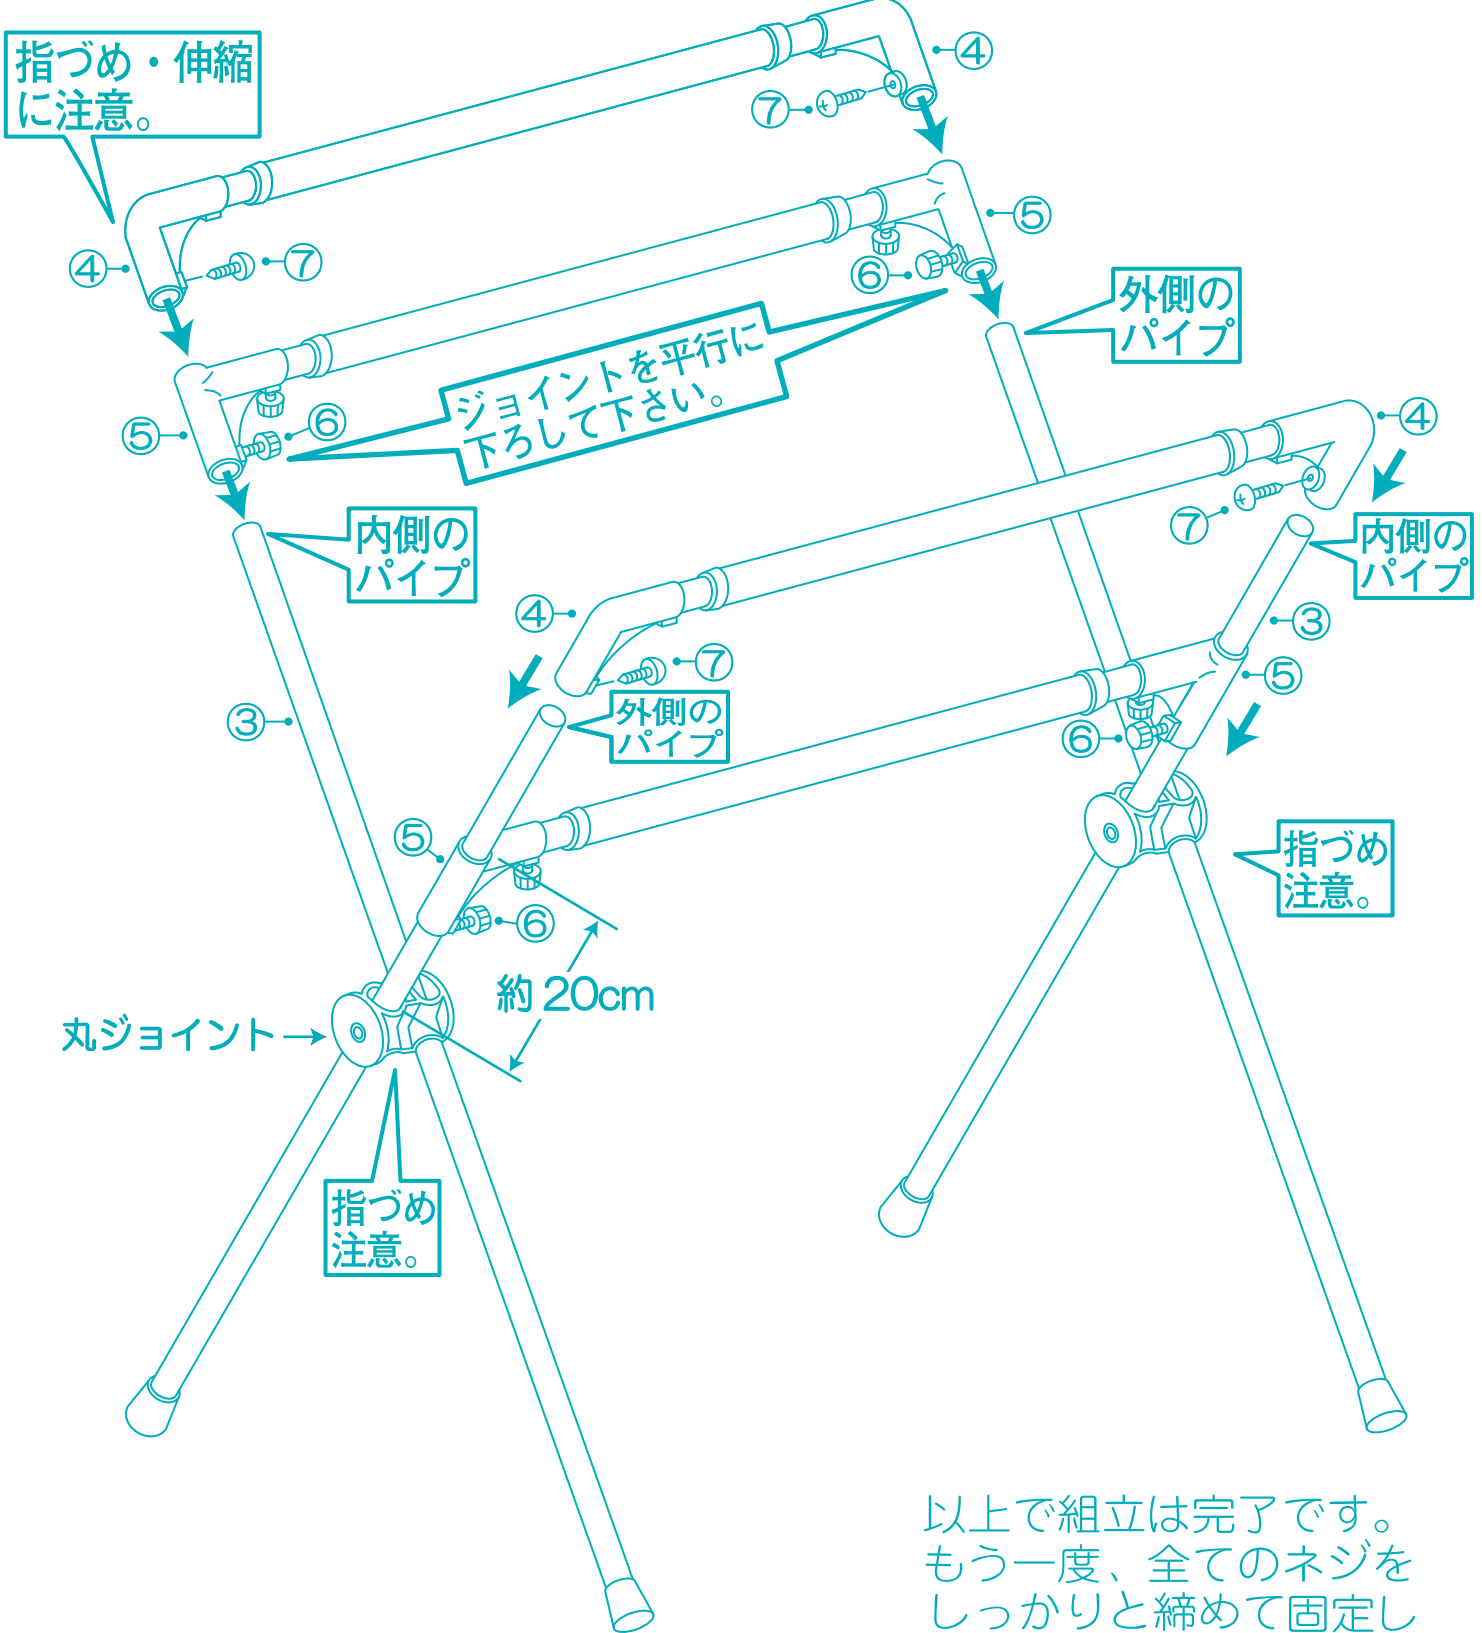 指づめ・伸縮
に注意。
④
⑦
④
⑦
⑤
⑥
外側の
パイプ
ジョイントを平行に
下ろして下さい。
⑤
⑥
④
⑦
内側の
パイプ
内側の
パイプ
④
③
⑦
⑤
外側の
パイプ
③
⑥
⑤
指づめ
注意。
⑥
約20cm
丸ジョイント
指づめ
注意。
以上で組立は完了です。
もう一度、全てのネジを
しっかりと締めて固定し